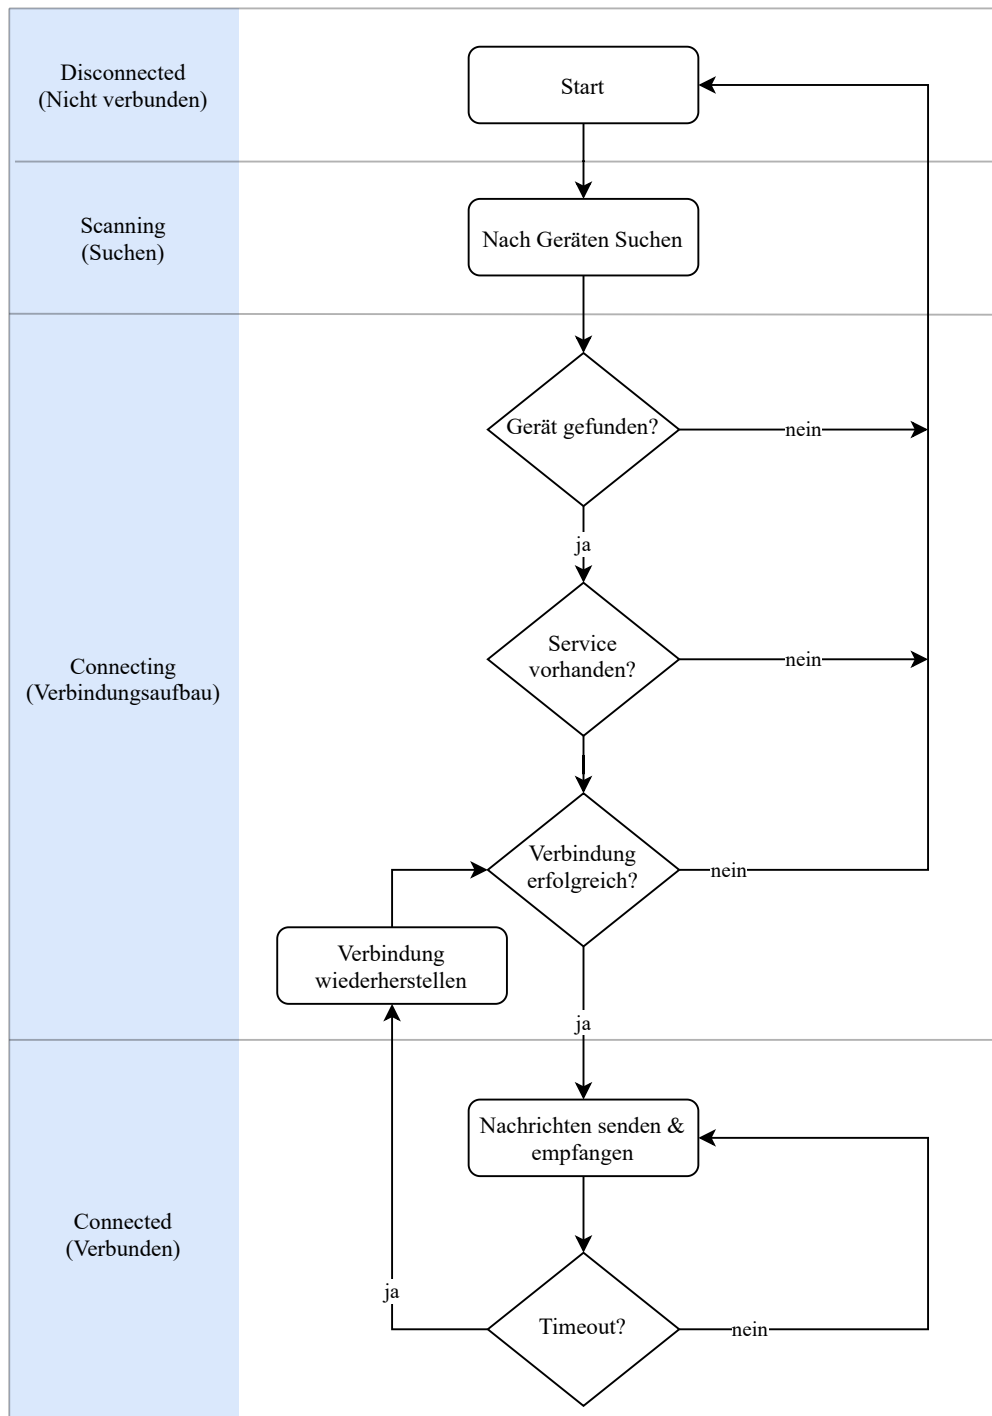 Disconnected
(Nicht verbunden)
Start
Scanning
(Suchen)
Nach Geräten Suchen
Gerät gefunden?
nein
ja
Connecting
(Verbindungsaufbau)
Service
vorhanden?
nein
Verbindung
erfolgreich?
nein
Verbindung
wiederherstellen
ja
Nachrichten senden &
empfangen
Connected
(Verbunden)
ja
Timeout?
nein